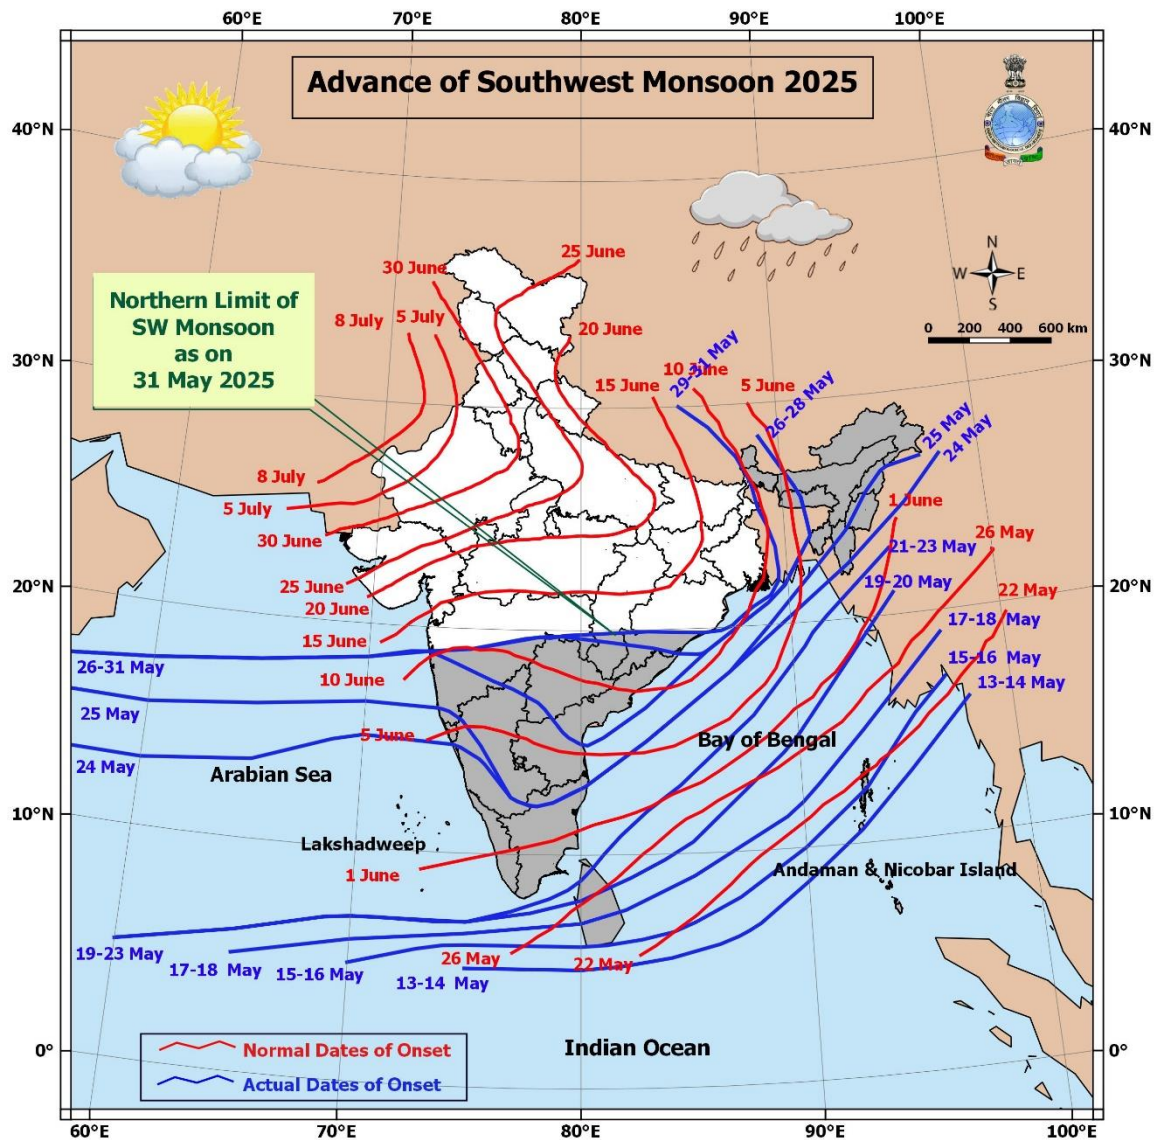 60°E 70°E 80°E 90°E 100°E
Advance of Southwest Monsoon 2025
40°N 40°N
N
W E
S
0 200 400 600 km
Northern Limit of
SW Monsoon
as on
31 May 2025
25 June
30 June
8 July 5 July
20 June
30°N 30°N
29-31 May
10 June
15 June 5 June
26-28 May
25 May
24 May
8 July
5 July
30 June
1 June
26 May
21-23 May
19-20 May
22 May
25 June
20 June
20°N 20°N
17-18 May
15 June
15-16 May
26-31 May
10 June
13-14 May
25 May
5 June
Bay of Bengal
24 May
Arabian Sea
10°N 10°N
Lakshadweep
1 June
Andaman & Nicobar Island
19-23 May
17-18 May
15-16 May
13-14 May
26 May
22 May
Indian Ocean
0° 0°
Normal Dates of Onset
Actual Dates of Onset
60°E 70°E 80°E 90°E 100°E